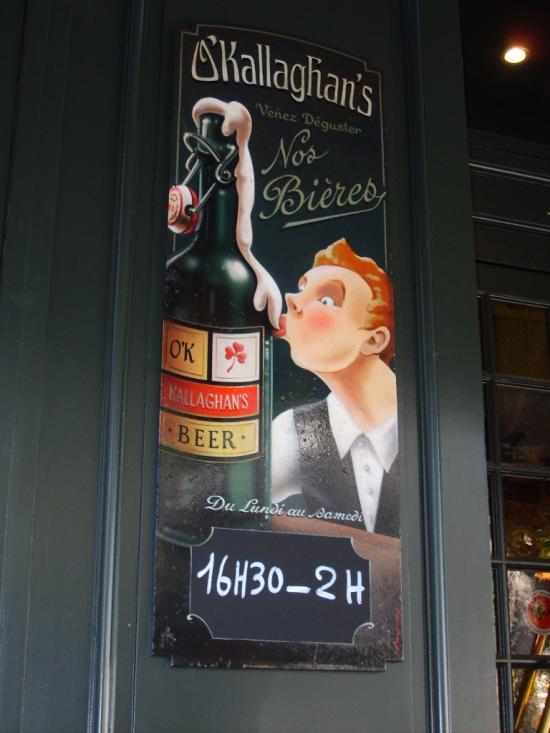 O'Kallaghan's
Venez Déguster
Nos
Bières
O'K
KALLAGHAN'S
BEER
Du Lundi au Samedi
16H30-2H